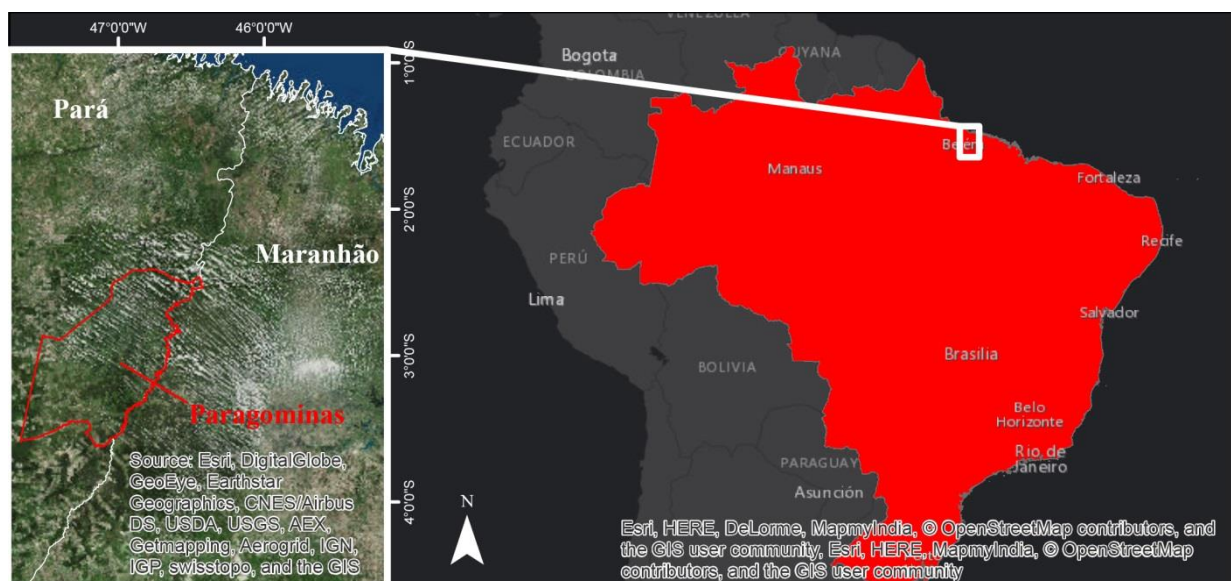 47°0'0"W
46°0'0"W
1°0'0"S
2°0'0"S
3°0'0"S
4°0'0"S
Pará
Maranhão
Paragominas
Source: Esri, DigitalGlobe,
GeoEye, Earthstar
Geographics, CNES/Airbus
DS, USDA, USGS, AEX,
Getmapping, Aerogrid, IGN,
IGP, swisstopo, and the GIS
VENEZUELA
Bogota
COLOMBIA
GUYANA
ECUADOR
Belém
Manaus
Fortaleza
Recife
PERÚ
Lima
Salvador
Brasilia
BOLIVIA
Belo
Horizonte
Rio de
Janeiro
PARAGUAY
Asunción
N
Esri, HERE, DeLorme, MapmyIndia, © OpenStreetMap contributors, and
the GIS user community, Esri, HERE, MapmyIndia, © OpenStreetMap
contributors, and the GIS user community